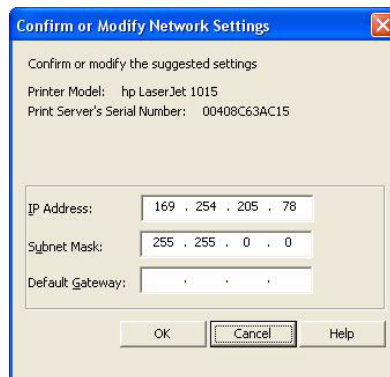 Confirm or Modify Network Settings
Confirm or modify the suggested settings
Printer Model: hp LaserJet 1015
Print Server's Serial Number: 00408C63AC15
IP Address: 169 . 254 . 205 . 78
Subnet Mask: 255 . 255 . 0 . 0
Default Gateway: . . .
OK Cancel Help